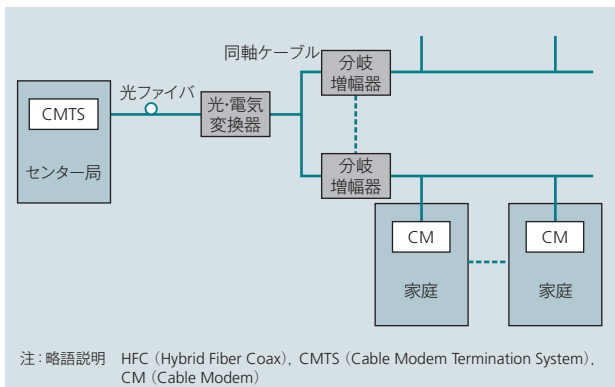 同軸ケーブル
分岐
増幅器
光ファイバ
CMTS
光・電気
変換器
センター局
分岐
増幅器
CM
CM
家庭
家庭
注：略語説明　HFC（Hybrid Fiber Coax），CMTS（Cable Modem Termination System），
CM（Cable Modem）